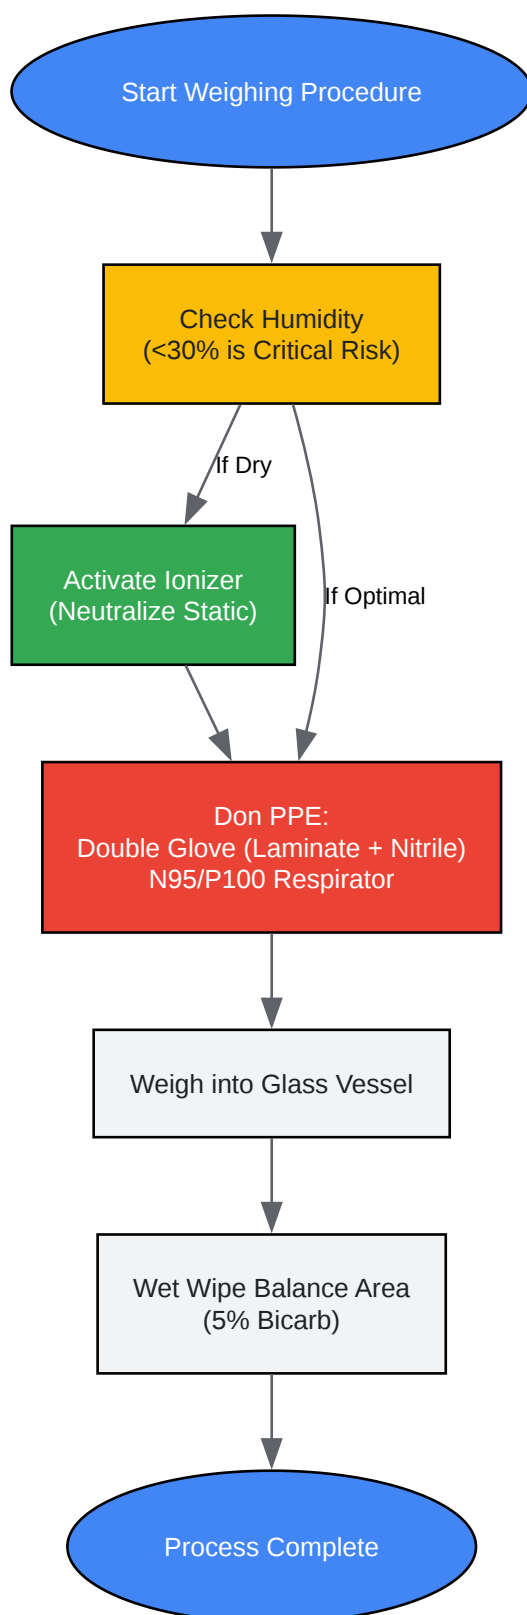 Start Weighing Procedure
Check Humidity
(<30% is Critical Risk)
If Dry
Activate Ionizer
(Neutralize Static)
If Optimal
Don PPE:
Double Glove (Laminate + Nitrile)
N95/P100 Respirator
Weigh into Glass Vessel
Wet Wipe Balance Area
(5% Bicarb)
Process Complete